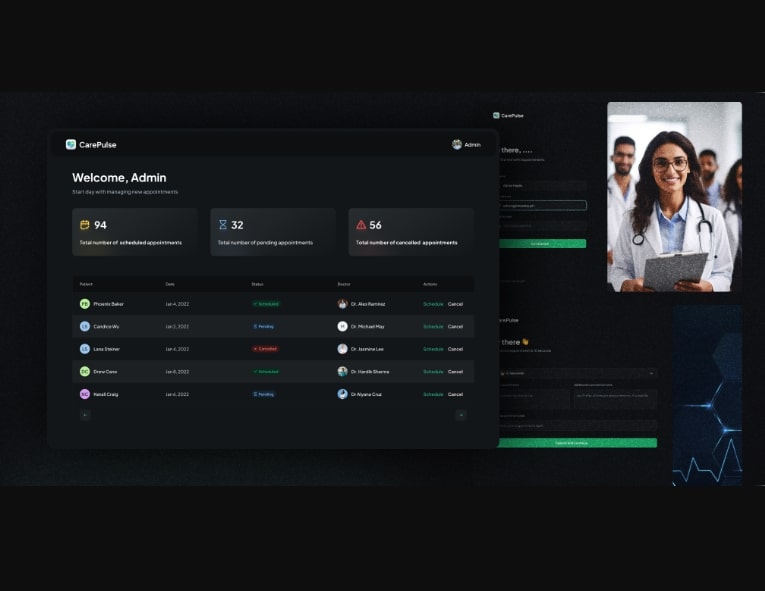 CarePulse
Admin
Welcome, Admin
Start day with managing new appointments
94
Total number of scheduled appointments
32
Total number of pending appointments
56
Total number of cancelled appointments
Patient Date Status Doctor Actions
PB Phoenix Baker Jan 4, 2022 Scheduled Dr. Alex Ramirez Schedule Cancel
Candice Wu Jan 2, 2022 Pending Dr. Michael May Schedule Cancel
LS Lana Steiner Jan 4, 2022 Cancelled Dr. Jasmine Lee Schedule Cancel
DC Drew Cano Jan 8, 2022 Scheduled Dr. Hardik Sharma Schedule Cancel
NC Natali Craig Jan 6, 2022 Pending Dr Alyana Cruz Schedule Cancel
CarePulse
there, ....
Get Started
arePulse
there 👋
Submit and continue